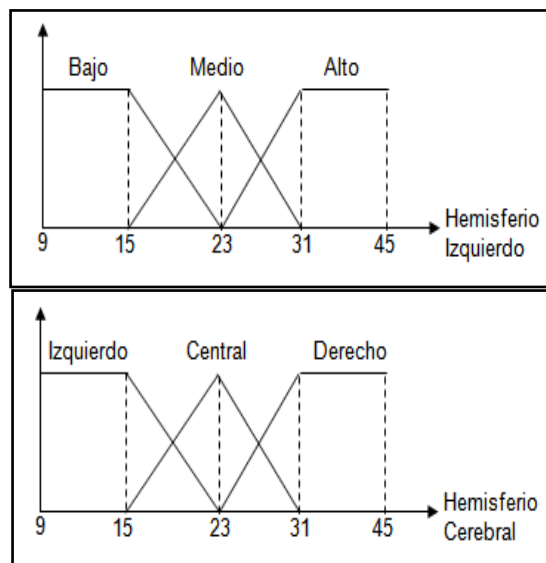 Bajo Medio Alto
9 15 23 31 45
Hemisferio
Izquierdo
Izquierdo Central Derecho
9 15 23 31 45
Hemisferio
Cerebral